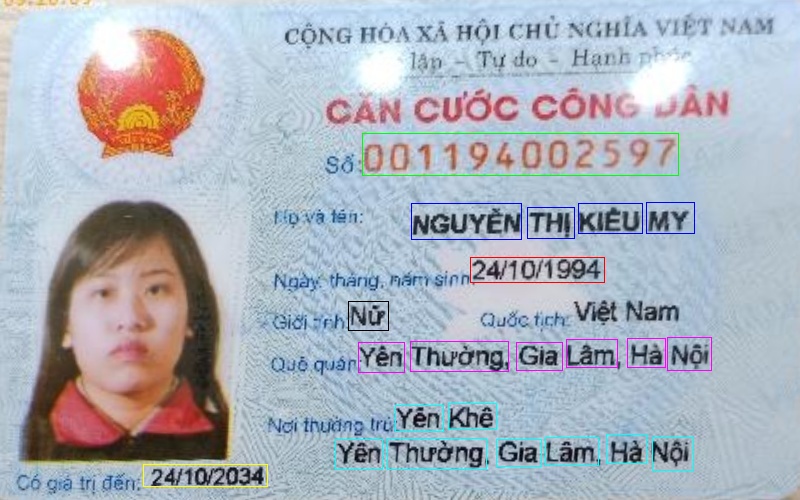 CỘNG HÒA XÃ HỘI CHỦ NGHĨA VIỆT NAM
lập - Tự do - Hạnh phúc
CĂN CƯỚC CÔNG DÂN
Số: 001194002597
Họ và tên: NGUYỄN THỊ KIỀU MY
Ngày, tháng, năm sinh: 24/10/1994
Giới tính: Nữ Quốc tịch: Việt Nam
Quê quán: Yên Thường, Gia Lâm, Hà Nội
Nơi thường trú: Yên Khê
Yên Thường, Gia Lâm, Hà Nội
Có giá trị đến: 24/10/2034